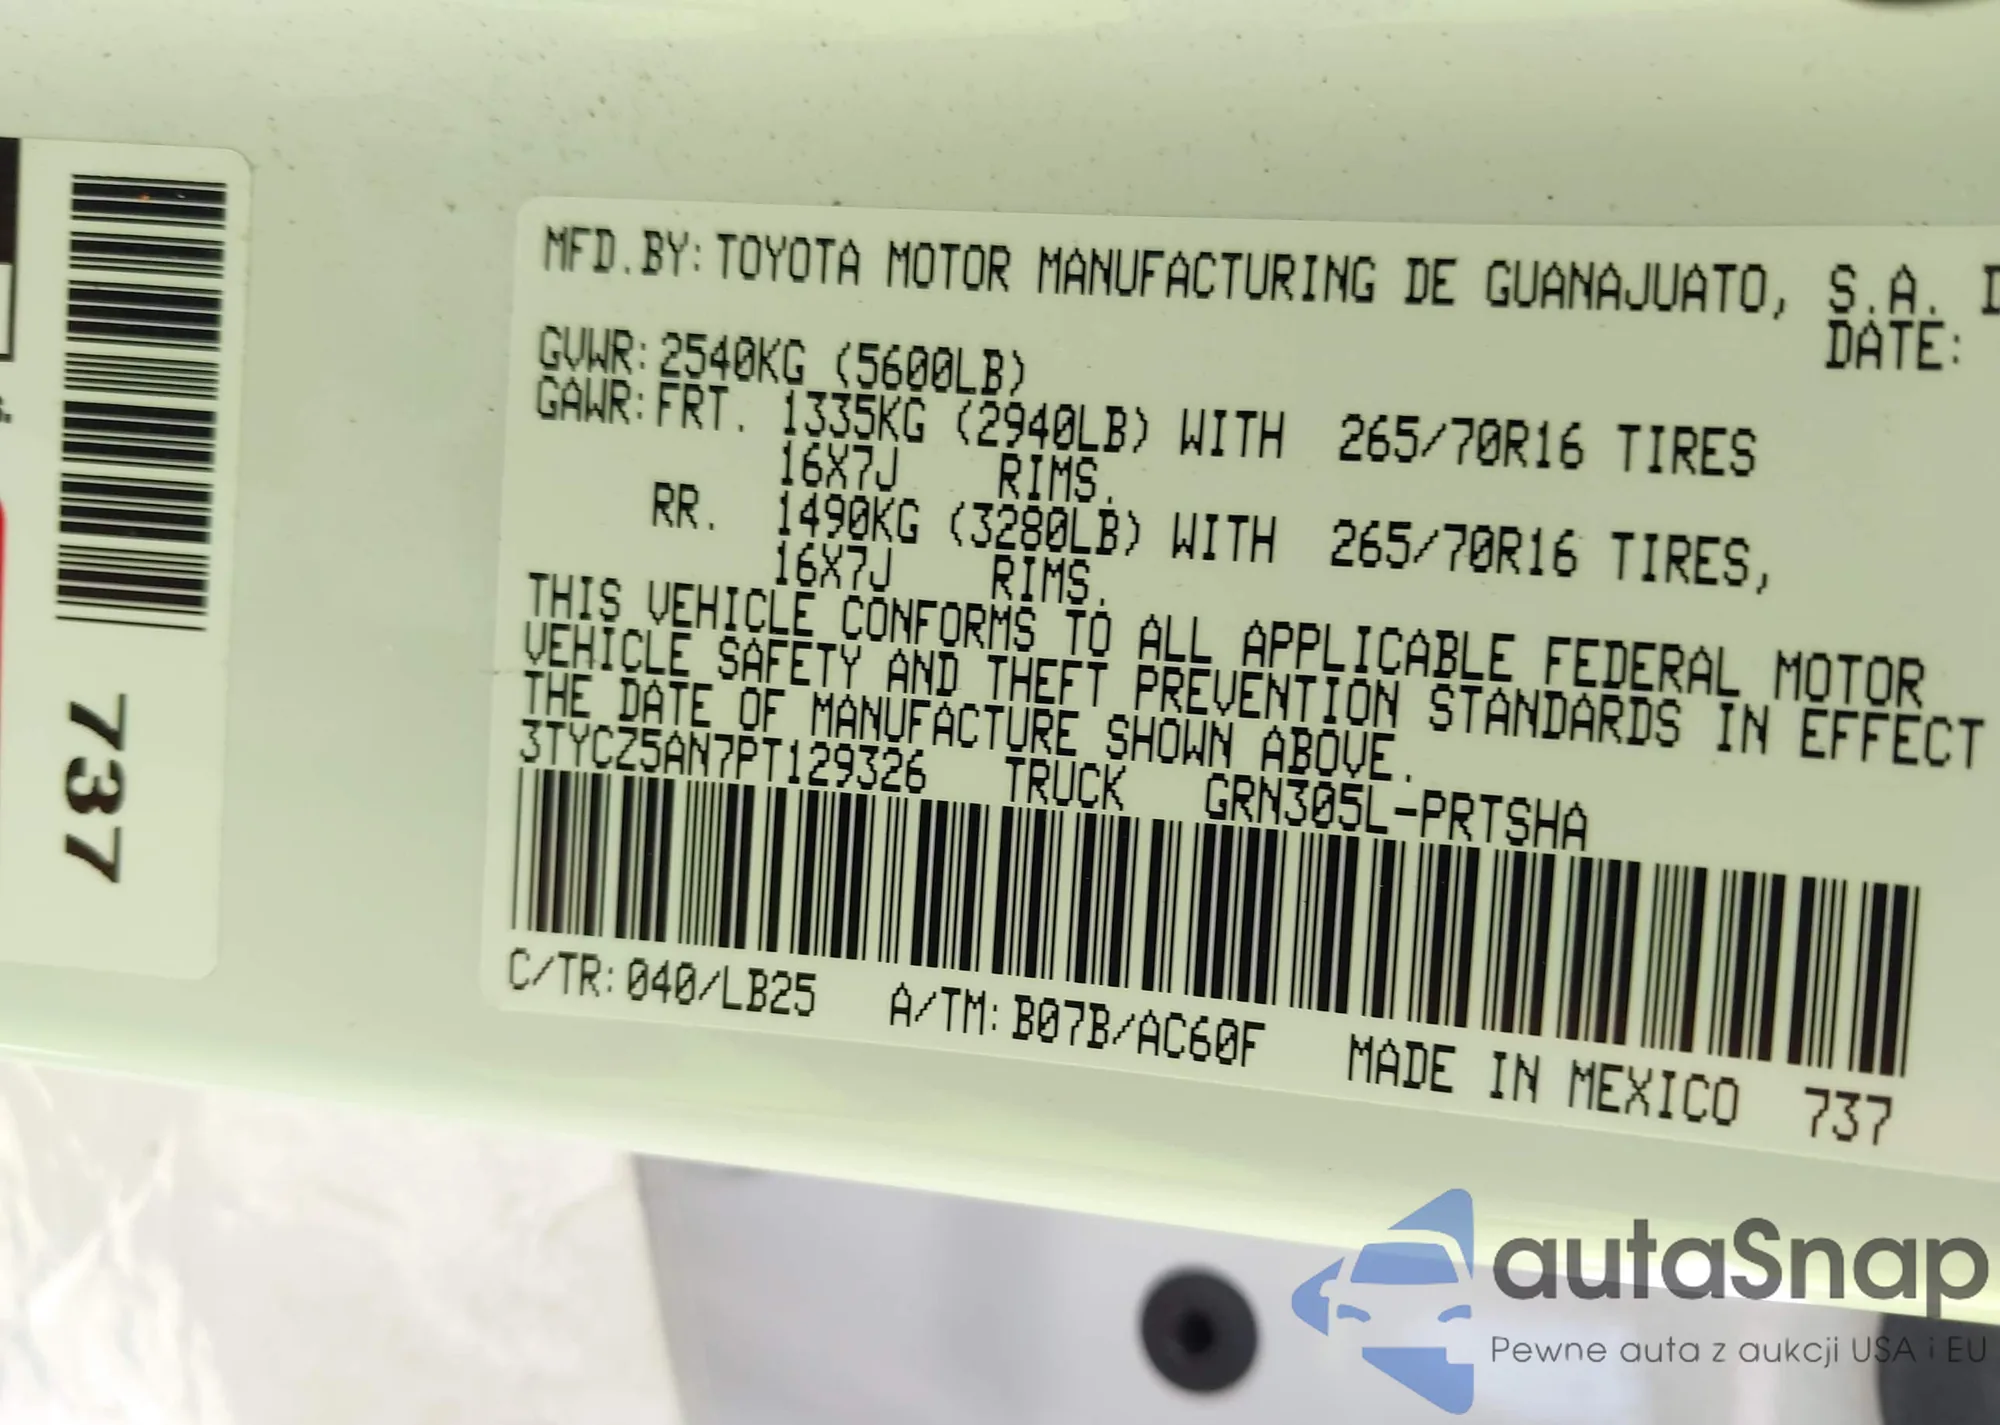 MFD.BY:TOYOTA MOTOR MANUFACTURING DE GUANAJUATO, S.A.
DATE:
GVWR:2540KG (5600LB)
GAWR:FRT. 1335KG (2940LB) WITH 265/70R16 TIRES
16X7J RIMS.
RR. 1490KG (3280LB) WITH 265/70R16 TIRES,
16X7J RIMS.
THIS VEHICLE CONFORMS TO ALL APPLICABLE FEDERAL MOTOR
VEHICLE SAFETY AND THEFT PREVENTION STANDARDS IN EFFECT
THE DATE OF MANUFACTURE SHOWN ABOVE.
3TYCZ5AN7PT129326 TRUCK GRN305L-PRTSHA
C/TR:040/LB25 A/TM:B07B/AC60F MADE IN MEXICO 737
737
autaSnap
Pewne auta z aukcji USA i EU